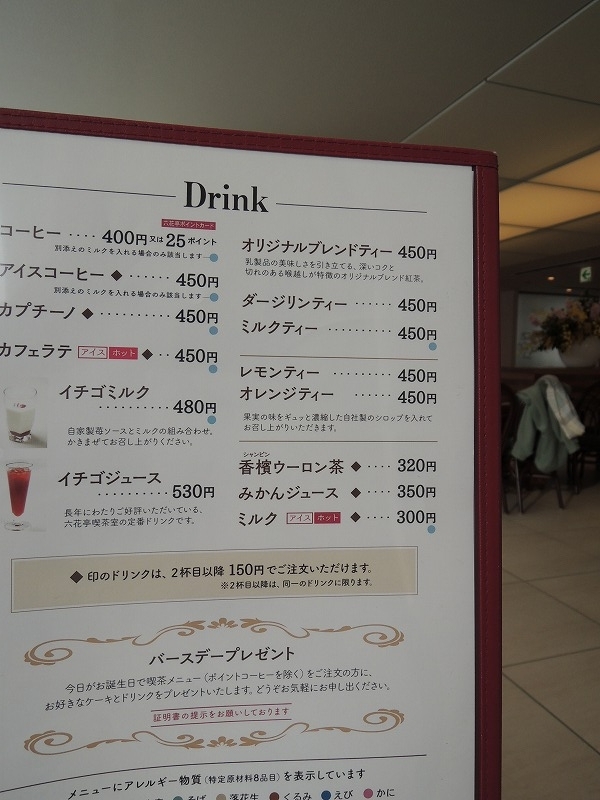 Drink
六花亭ポイントカード
コーヒー ···· 400円又は25ポイント
別添えのミルクを入れる場合のみ該当します
アイスコーヒー ◆ ······ 450円
別添えのミルクを入れる場合のみ該当します
カプチーノ ◆ ·········· 450円
カフェラテ アイス ホット ◆ ·· 450円
イチゴミルク
·········· 480円
自家製苺ソースとミルクの組み合わせ。
かきまぜてお召し上がりください。
イチゴジュース
·········· 530円
長年にわたりご好評いただいている、
六花亭喫茶室の定番ドリンクです。
オリジナルブレンドティー 450円
乳製品の美味しさを引き立てる、深いコクと
切れのある喉越しが特徴のオリジナルブレンド紅茶。
ダージリンティー ······ 450円
ミルクティー ········· 450円
レモンティー ········· 450円
オレンジティー ······· 450円
果実の味をギュッと濃縮した自社製のシロップを入れて
お召し上がりいただきます。
シャンピン
香檳ウーロン茶 ◆ ···· 320円
みかんジュース ◆ ···· 350円
ミルク アイス ホット ◆ ···· 300円
◆ 印のドリンクは、2杯目以降 150円でご注文いただけます。
※2杯目以降は、同一のドリンクに限ります。
バースデープレゼント
今日がお誕生日で喫茶メニュー(ポイントコーヒーを除く)をご注文の方に、
お好きなケーキとドリンクをプレゼントいたします。どうぞお気軽にお申し出ください。
証明書の提示をお願いしております
メニューにアレルギー物質(特定原材料8品目)を表示しています
そば 落花生 くるみ えび かに